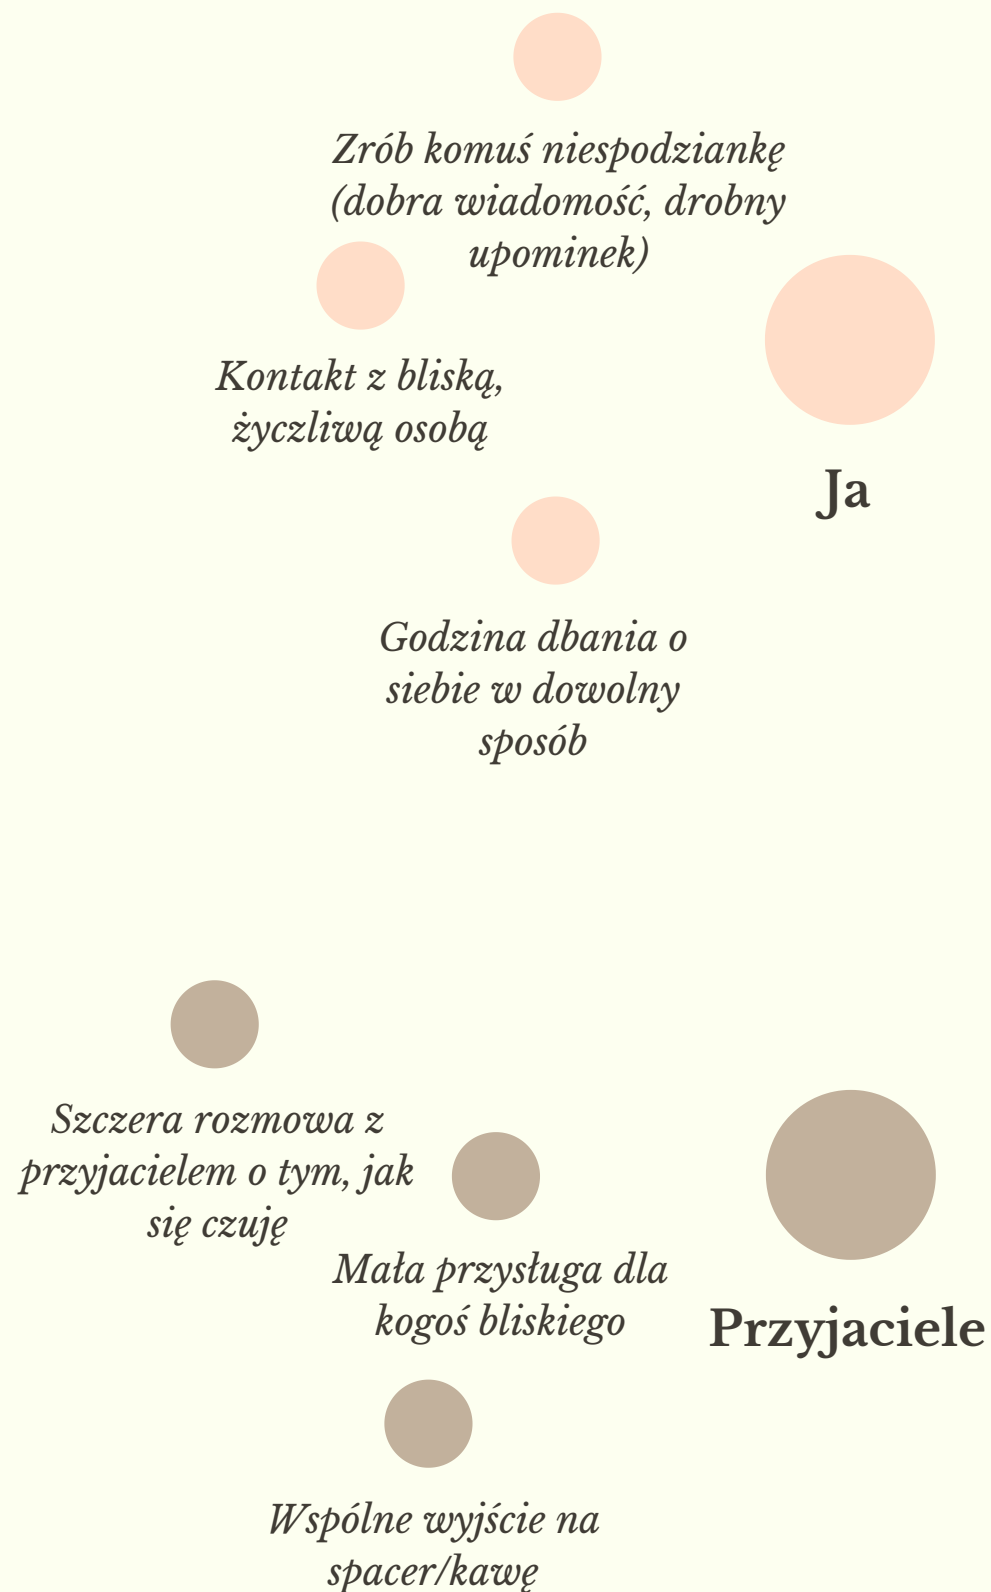 Zrób komuś niespodziankę
(dobra wiadomość, drobny
upominek)
Kontakt z bliską,
życzliwą osobą
Ja
Godzina dbania o
siebie w dowolny
sposób
Szczera rozmowa z
przyjacielem o tym, jak
się czuję
Mała przysługa dla
kogoś bliskiego
Przyjaciele
Wspólne wyjście na
spacer/kawę